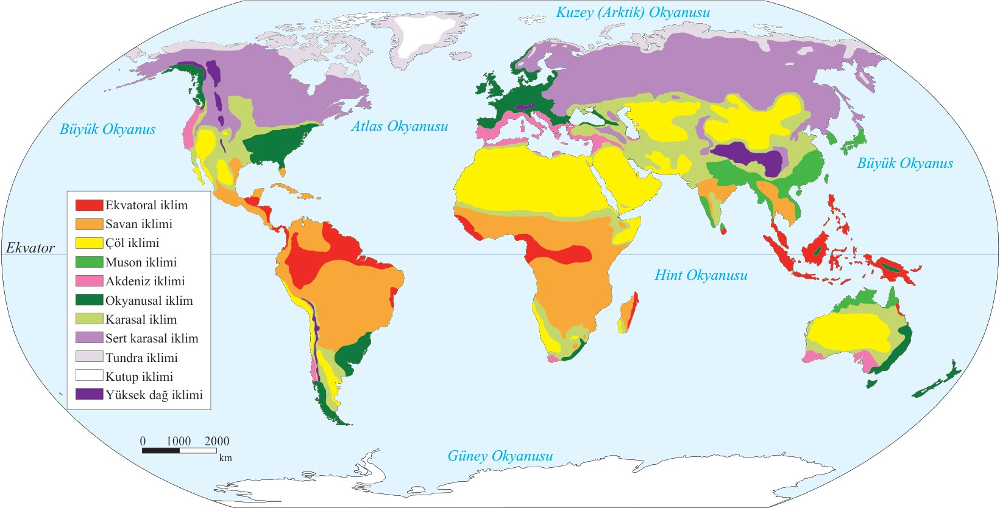 Kuzey (Arktik) Okyanusu
Büyük Okyanus
Atlas Okyanusu
Büyük Okyanus
Ekvatoral iklim
Savan iklimi
Çöl iklimi
Ekvator
Muson iklimi
Hint Okyanusu
Akdeniz iklimi
Okyanusal iklim
Karasal iklim
Sert karasal iklim
Tundra iklimi
Kutup iklimi
Yüksek dağ iklimi
0 1000 2000
km
Güney Okyanusu